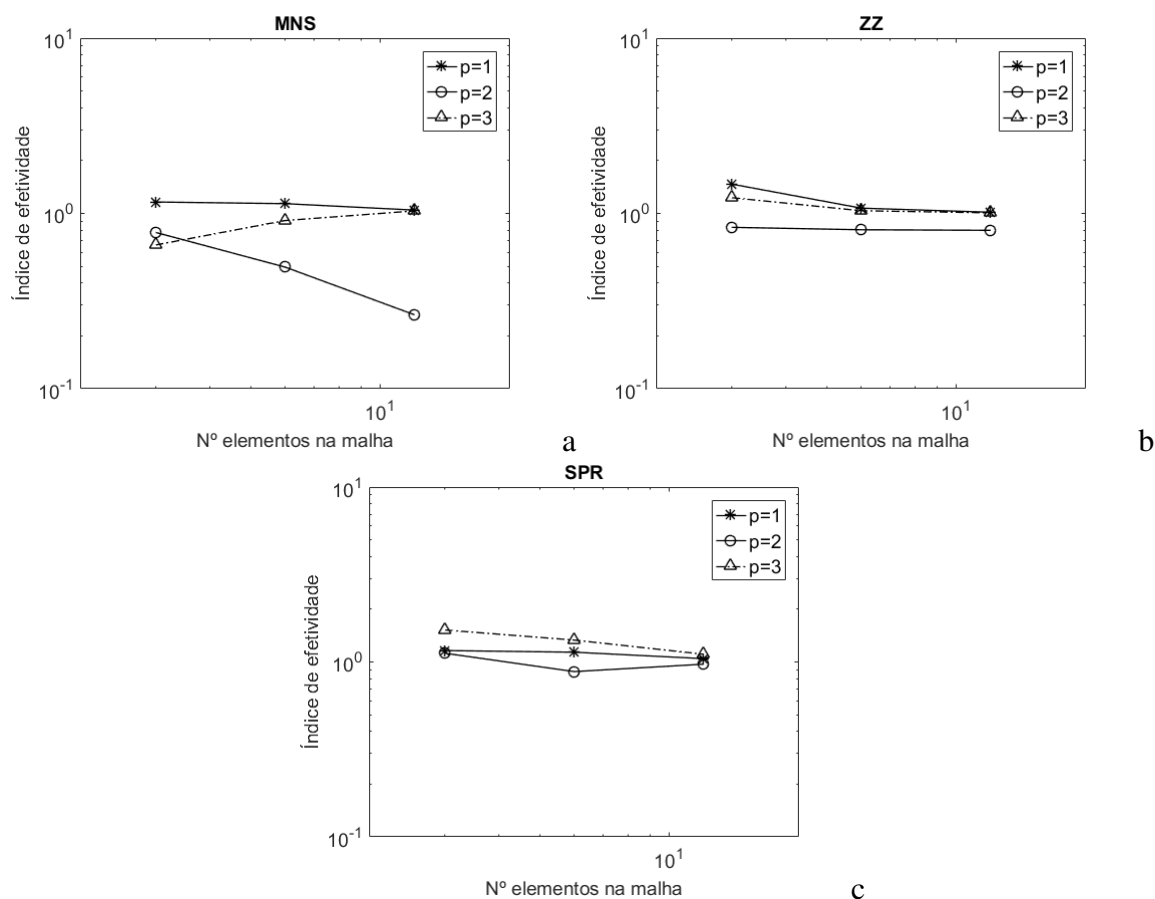 MNS
10^1
10^0
10^-1
Índice de efetividade
p=1
p=2
p=3
10^1
Nº elementos na malha
a
ZZ
10^1
10^0
10^-1
Índice de efetividade
p=1
p=2
p=3
10^1
Nº elementos na malha
b
SPR
10^1
10^0
10^-1
Índice de efetividade
p=1
p=2
p=3
10^1
Nº elementos na malha
c